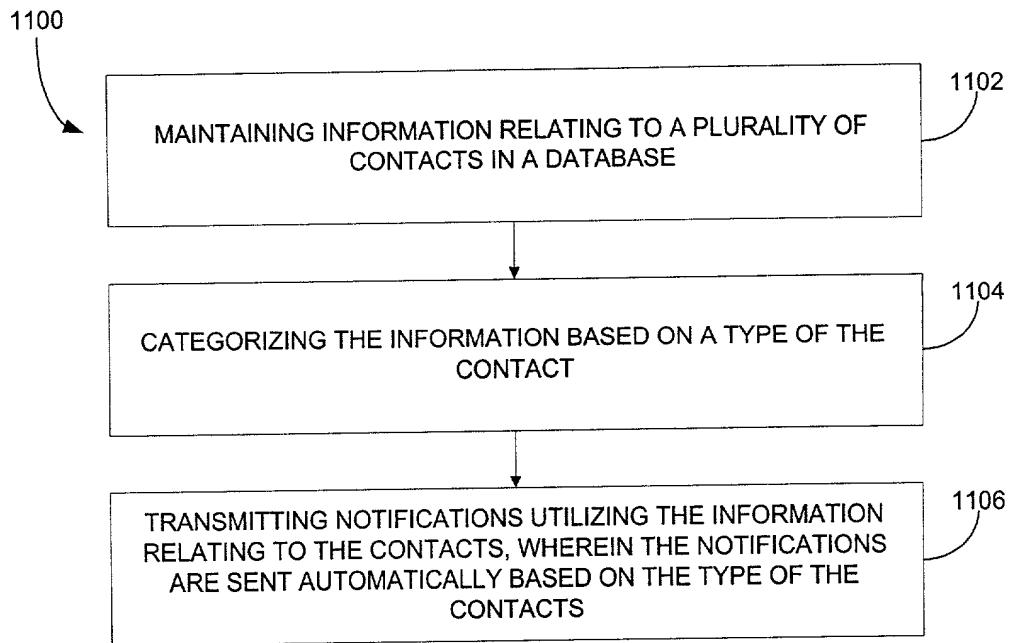 1100
1102
MAINTAINING INFORMATION RELATING TO A PLURALITY OF
CONTACTS IN A DATABASE
1104
CATEGORIZING THE INFORMATION BASED ON A TYPE OF THE
CONTACT
1106
TRANSMITTING NOTIFICATIONS UTILIZING THE INFORMATION
RELATING TO THE CONTACTS, WHEREIN THE NOTIFICATIONS
ARE SENT AUTOMATICALLY BASED ON THE TYPE OF THE
CONTACTS